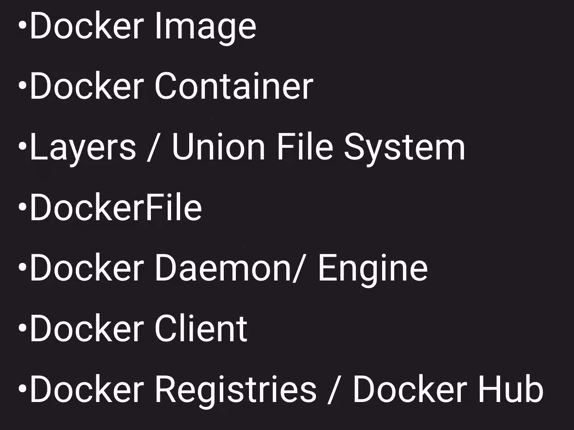 •Docker Image
•Docker Container
•Layers / Union File System
•DockerFile
•Docker Daemon/ Engine
•Docker Client
•Docker Registries / Docker Hub